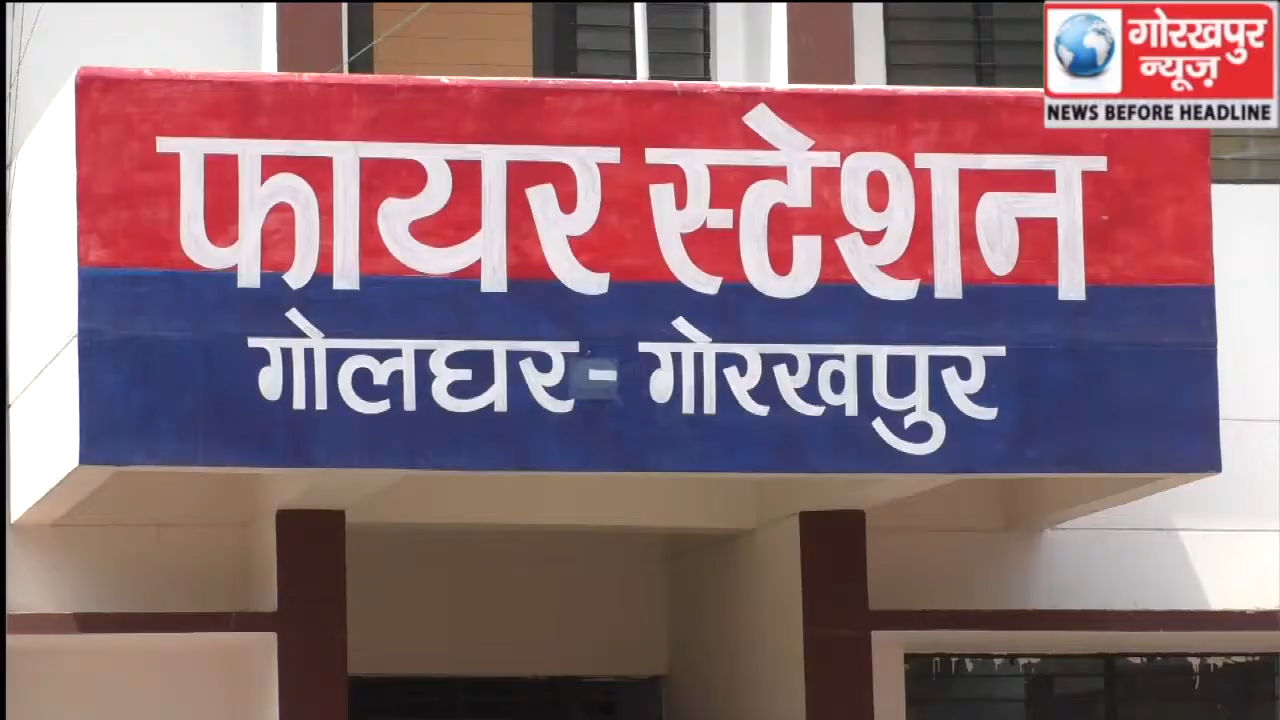 गोरखपुर
न्यूज़
NEWS BEFORE HEADLINE
फायर स्टेशन
गोलघर - गोरखपुर